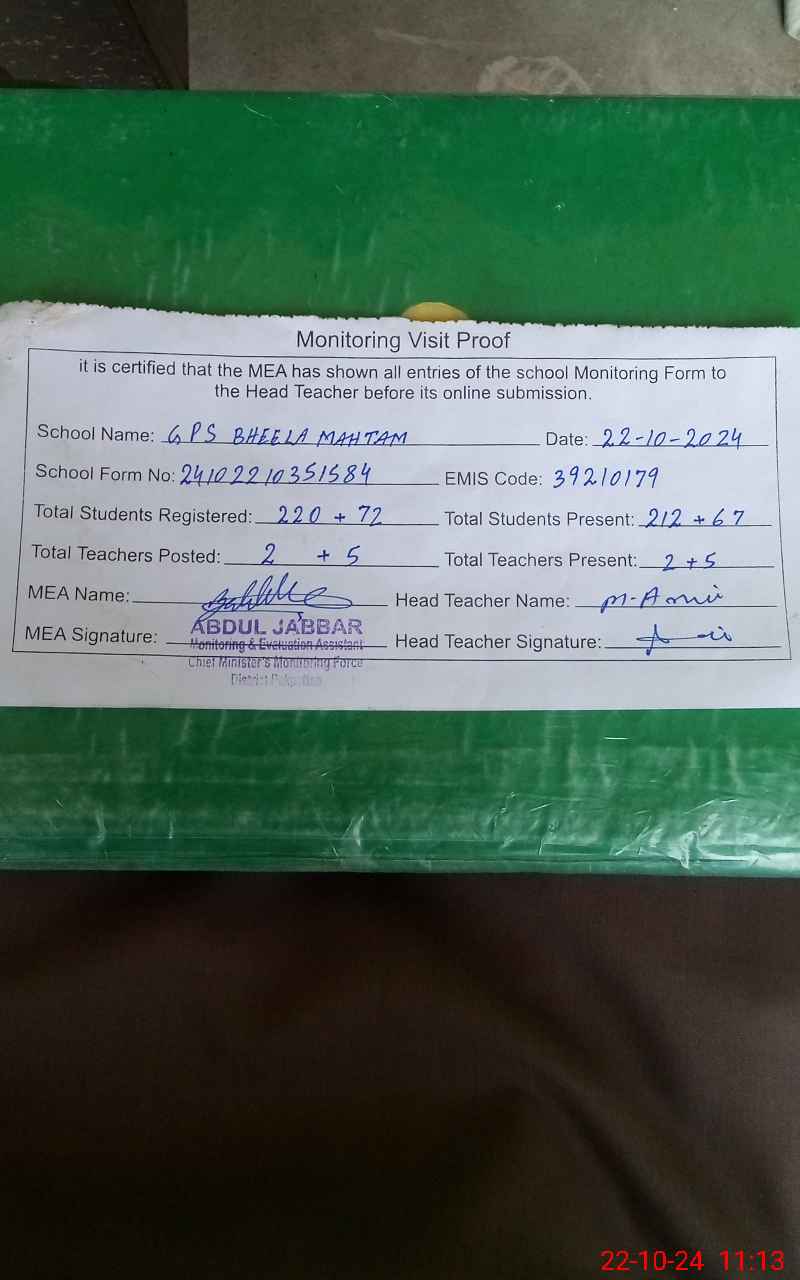 Monitoring Visit Proof
it is certified that the MEA has shown all entries of the school Monitoring Form to
the Head Teacher before its online submission.
School Name: GPS BHEELA MAHTAM Date: 22-10-2024
School Form No: 24102210351584 EMIS Code: 39210179
Total Students Registered: 220 + 72 Total Students Present: 212 + 67
Total Teachers Posted: 2 + 5 Total Teachers Present: 2 + 5
MEA Name: Head Teacher Name: M. Amir
ABDUL JABBAR
MEA Signature: Head Teacher Signature:
Monitoring & Evaluation Assistant
Chief Minister's Monitoring Force
District
22-10-24 11:13